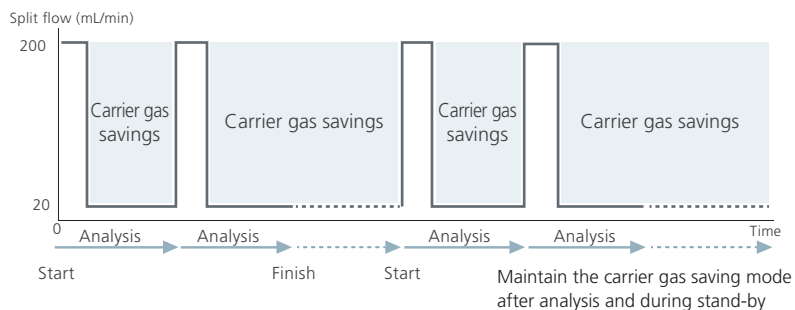 Split flow (mL/min)
200
Carrier gas
savings
Carrier gas savings
Carrier gas
savings
Carrier gas savings
20
0
Analysis
Analysis
Analysis
Analysis
Time
Start
Finish
Start
Maintain the carrier gas saving mode
after analysis and during stand-by